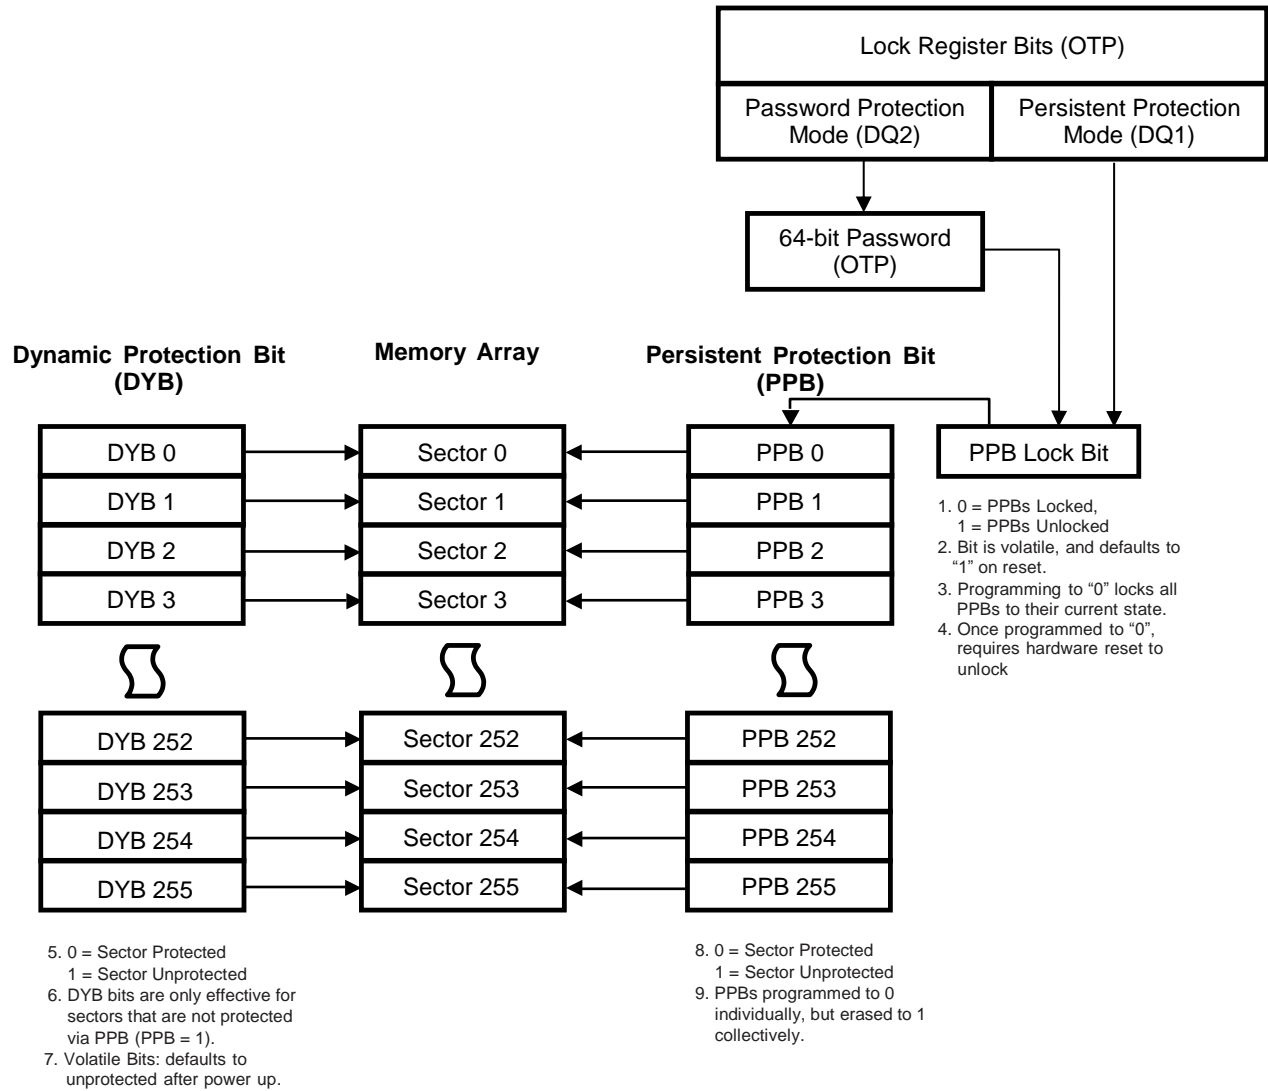 Lock Register Bits (OTP)
Password Protection
Mode (DQ2)
Persistent Protection
Mode (DQ1)
64-bit Password
(OTP)
Dynamic Protection Bit
(DYB)
Memory Array
Persistent Protection Bit
(PPB)
DYB 0
Sector 0
PPB 0
PPB Lock Bit
DYB 1
Sector 1
PPB 1
DYB 2
Sector 2
PPB 2
DYB 3
Sector 3
PPB 3
1. 0 = PPBs Locked,
1 = PPBs Unlocked
2. Bit is volatile, and defaults to
“1” on reset.
3. Programming to “0” locks all
PPBs to their current state.
4. Once programmed to “0”,
requires hardware reset to
unlock
DYB 252
Sector 252
PPB 252
DYB 253
Sector 253
PPB 253
DYB 254
Sector 254
PPB 254
DYB 255
Sector 255
PPB 255
5. 0 = Sector Protected
1 = Sector Unprotected
6. DYB bits are only effective for
sectors that are not protected
via PPB (PPB = 1).
7. Volatile Bits: defaults to
unprotected after power up.
8. 0 = Sector Protected
1 = Sector Unprotected
9. PPBs programmed to 0
individually, but erased to 1
collectively.